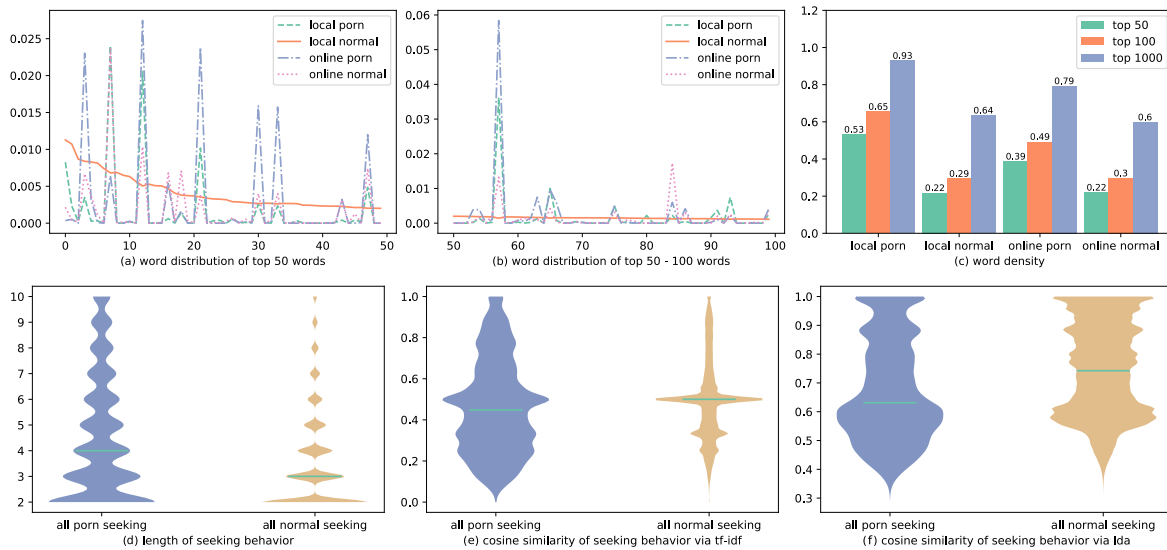 0.025
0.020
0.015
0.010
0.005
0.000
0 10 20 30 40 50
local porn
local normal
online porn
online normal
(a) word distribution of top 50 words
0.06
0.05
0.04
0.03
0.02
0.01
0.00
50 60 70 80 90 100
local porn
local normal
online porn
online normal
(b) word distribution of top 50 - 100 words
1.2
1.0
0.8
0.6
0.4
0.2
0.0
top 50
top 100
top 1000
0.53 0.65 0.93
0.22 0.29 0.64
0.39 0.49 0.79
0.22 0.3 0.6
local porn local normal online porn online normal
(c) word density
10
9
8
7
6
5
4
3
2
all porn seeking all normal seeking
(d) length of seeking behavior
1.0
0.8
0.6
0.4
0.2
0.0
all porn seeking all normal seeking
(e) cosine similarity of seeking behavior via tf-idf
1.0
0.9
0.8
0.7
0.6
0.5
0.4
0.3
all porn seeking all normal seeking
(f) cosine similarity of seeking behavior via lda